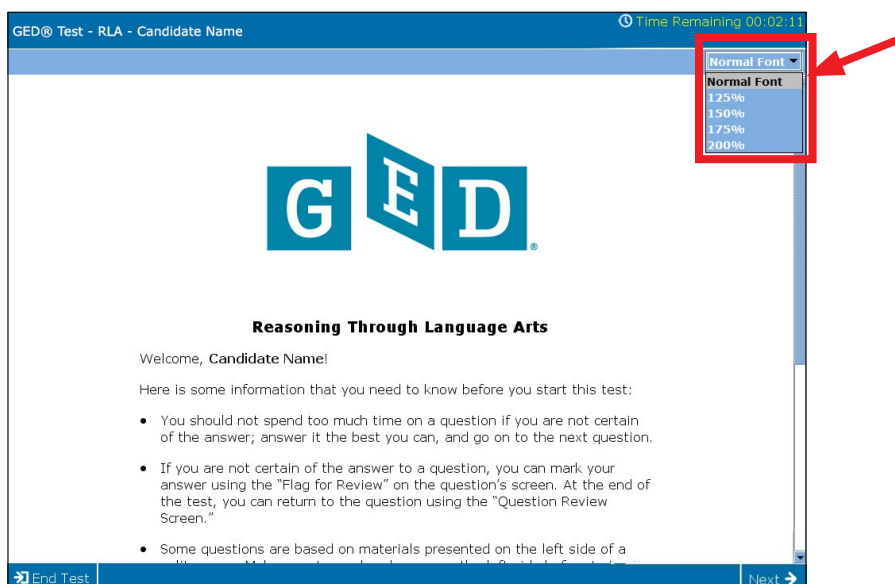 GED® Test - RLA - Candidate Name
Time Remaining 00:02:11
Normal Font
Normal Font
125%
150%
175%
200%
GED®
Reasoning Through Language Arts
Welcome, Candidate Name!
Here is some information that you need to know before you start this test:
● You should not spend too much time on a question if you are not certain
of the answer; answer it the best you can, and go on to the next question.
● If you are not certain of the answer to a question, you can mark your
answer using the “Flag for Review” on the question’s screen. At the end of
the test, you can return to the question using the “Question Review
Screen.”
● Some questions are based on materials presented on the left side of a
End Test
Next